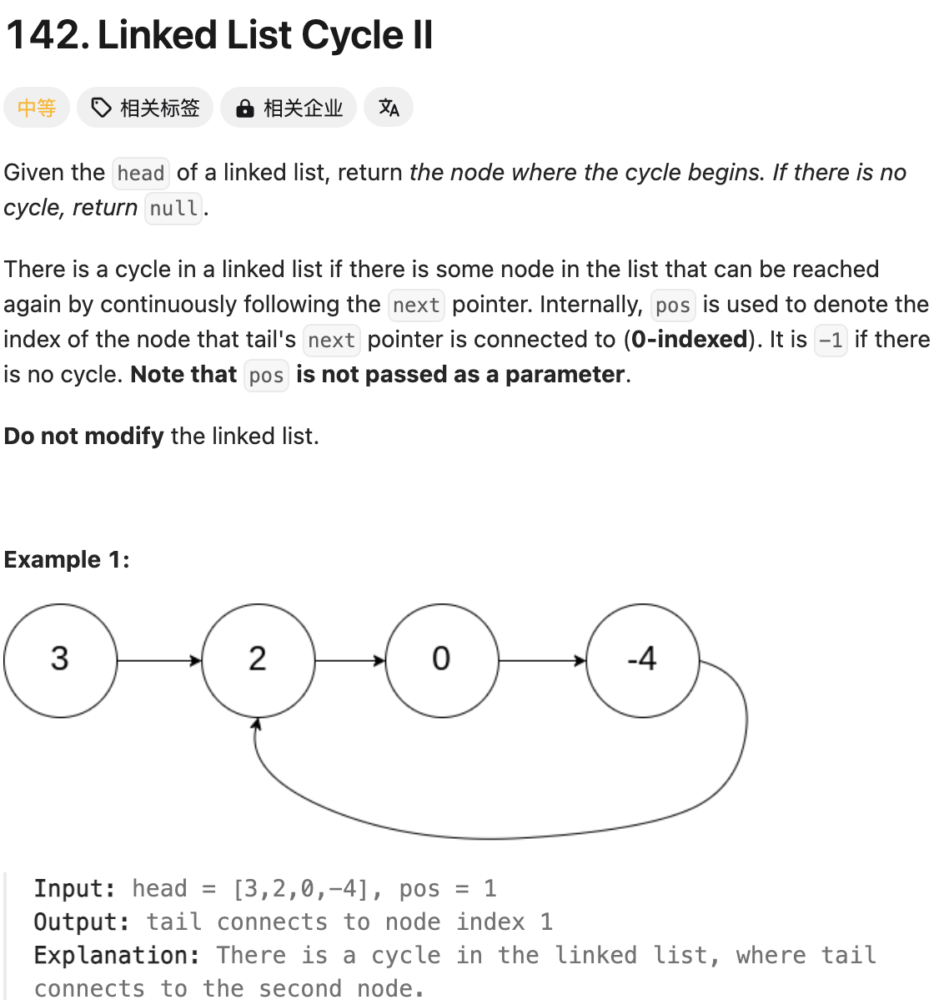 142. Linked List Cycle II
中等 相关标签 相关企业 文A
Given the head of a linked list, return the node where the cycle begins. If there is no
cycle, return null.
There is a cycle in a linked list if there is some node in the list that can be reached
again by continuously following the next pointer. Internally, pos is used to denote the
index of the node that tail's next pointer is connected to (0-indexed). It is -1 if there
is no cycle. Note that pos is not passed as a parameter.
Do not modify the linked list.
Example 1:
3 2 0 -4
Input: head = [3,2,0,-4], pos = 1
Output: tail connects to node index 1
Explanation: There is a cycle in the linked list, where tail
connects to the second node.